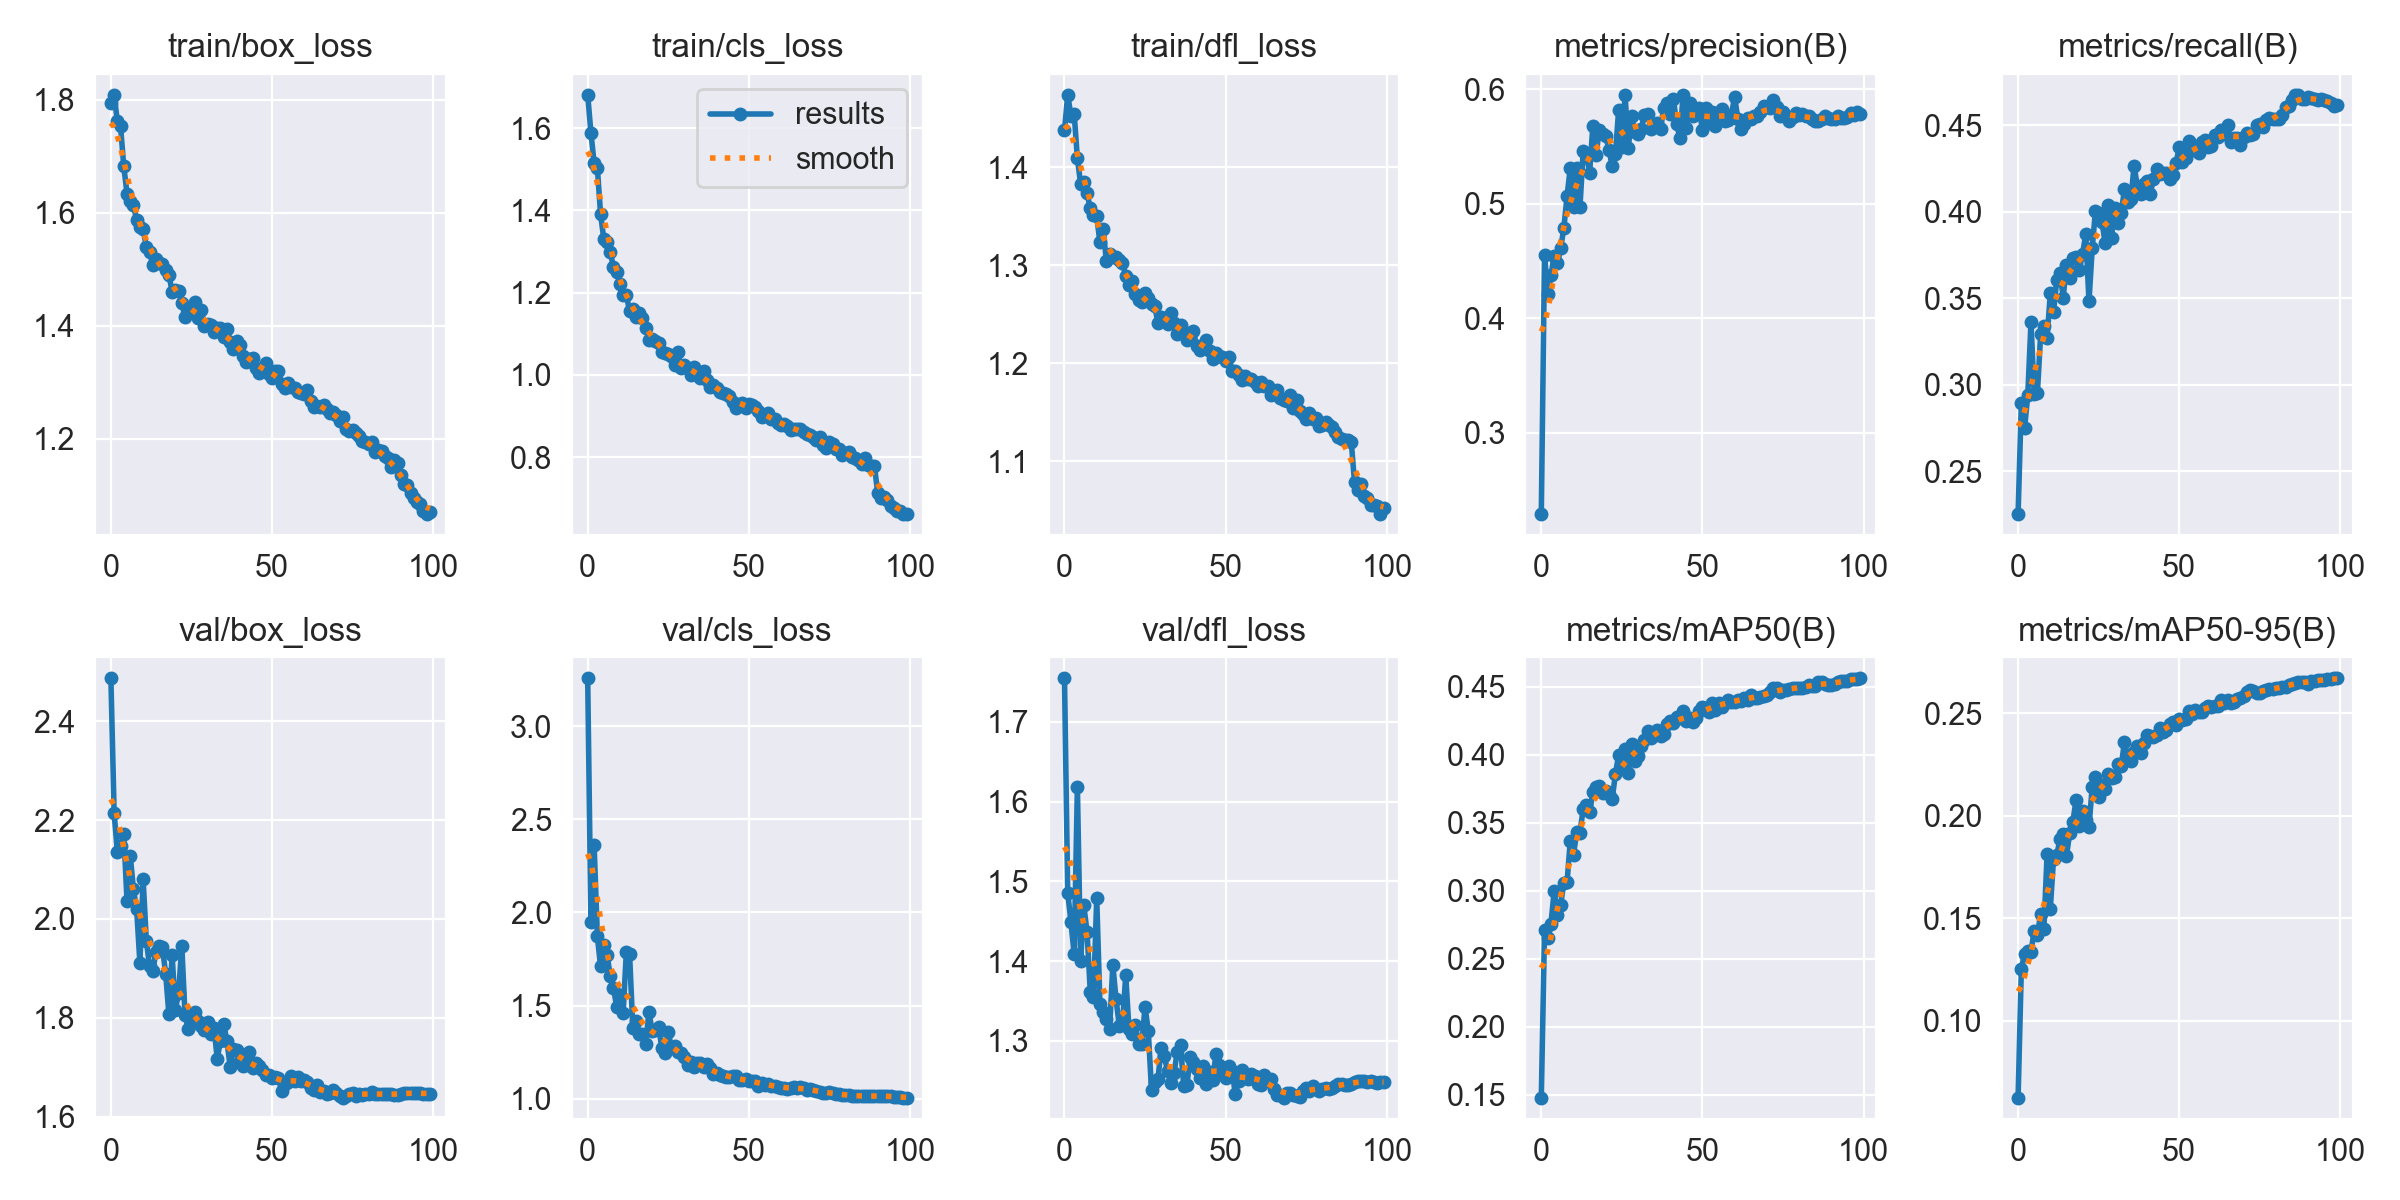 train/box_loss
1.8
1.6
1.4
1.2
0 50 100
train/cls_loss
results
smooth
1.6
1.4
1.2
1.0
0.8
0 50 100
train/dfl_loss
1.4
1.3
1.2
1.1
0 50 100
metrics/precision(B)
0.6
0.5
0.4
0.3
0 50 100
metrics/recall(B)
0.45
0.40
0.35
0.30
0.25
0 50 100
val/box_loss
2.4
2.2
2.0
1.8
1.6
0 50 100
val/cls_loss
3.0
2.5
2.0
1.5
1.0
0 50 100
val/dfl_loss
1.7
1.6
1.5
1.4
1.3
0 50 100
metrics/mAP50(B)
0.45
0.40
0.35
0.30
0.25
0.20
0.15
0 50 100
metrics/mAP50-95(B)
0.25
0.20
0.15
0.10
0 50 100